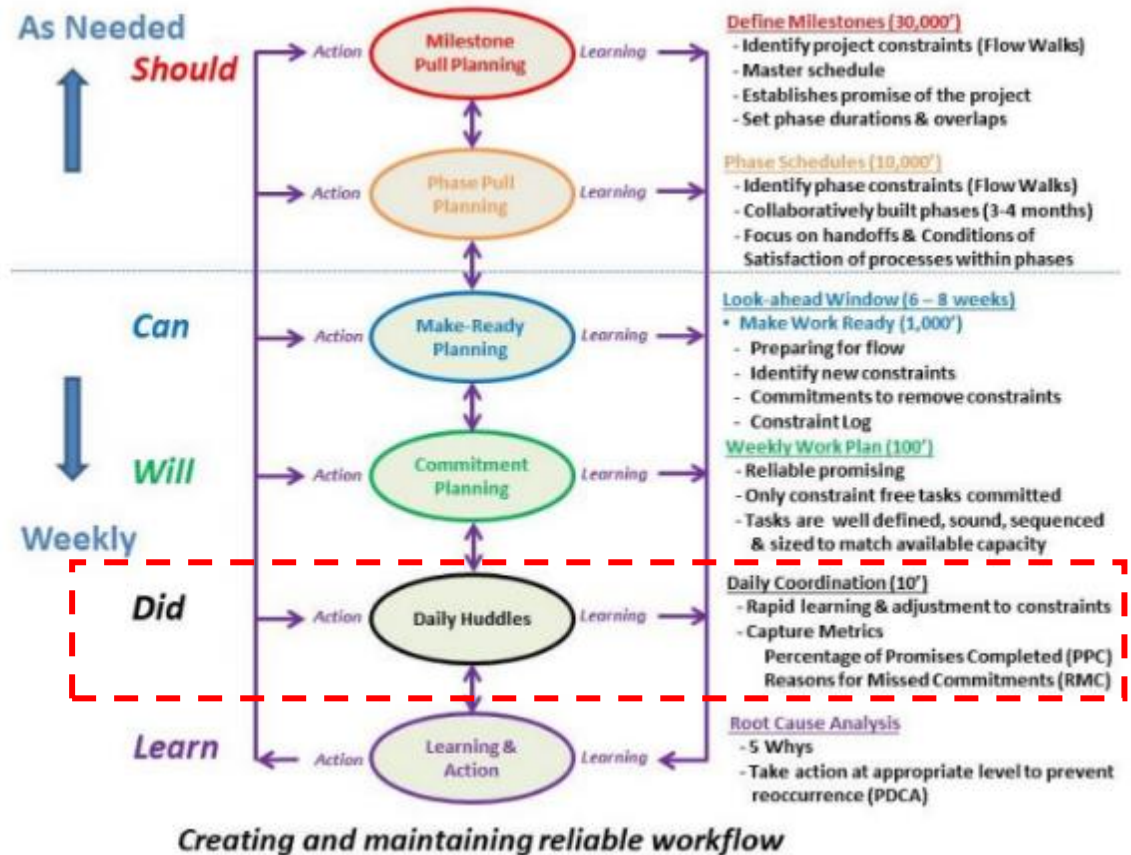 As Needed
Should
Action
Milestone
Pull Planning
Learning
Define Milestones (30,000')
- Identify project constraints (Flow Walks)
- Master schedule
- Establishes promise of the project
- Set phase durations & overlaps
Action
Phase Pull
Planning
Learning
Phase Schedules (10,000')
- Identify phase constraints (Flow Walks)
- Collaboratively built phases (3-4 months)
- Focus on handoffs & Conditions of
Satisfaction of processes within phases
Can
Action
Make-Ready
Planning
Learning
Look-ahead Window (6 – 8 weeks)
• Make Work Ready (1,000')
- Preparing for flow
- Identify new constraints
- Commitments to remove constraints
- Constraint Log
Will
Action
Commitment
Planning
Learning
Weekly Work Plan (100')
- Reliable promising
- Only constraint free tasks committed
- Tasks are well defined, sound, sequenced
& sized to match available capacity
Weekly
Did
Action
Daily Huddles
Learning
Daily Coordination (10')
- Rapid learning & adjustment to constraints
- Capture Metrics
Percentage of Promises Completed (PPC)
Reasons for Missed Commitments (RMC)
Learn
Action
Learning &
Action
Learning
Root Cause Analysis
- 5 Whys
- Take action at appropriate level to prevent
reoccurrence (PDCA)
Creating and maintaining reliable workflow